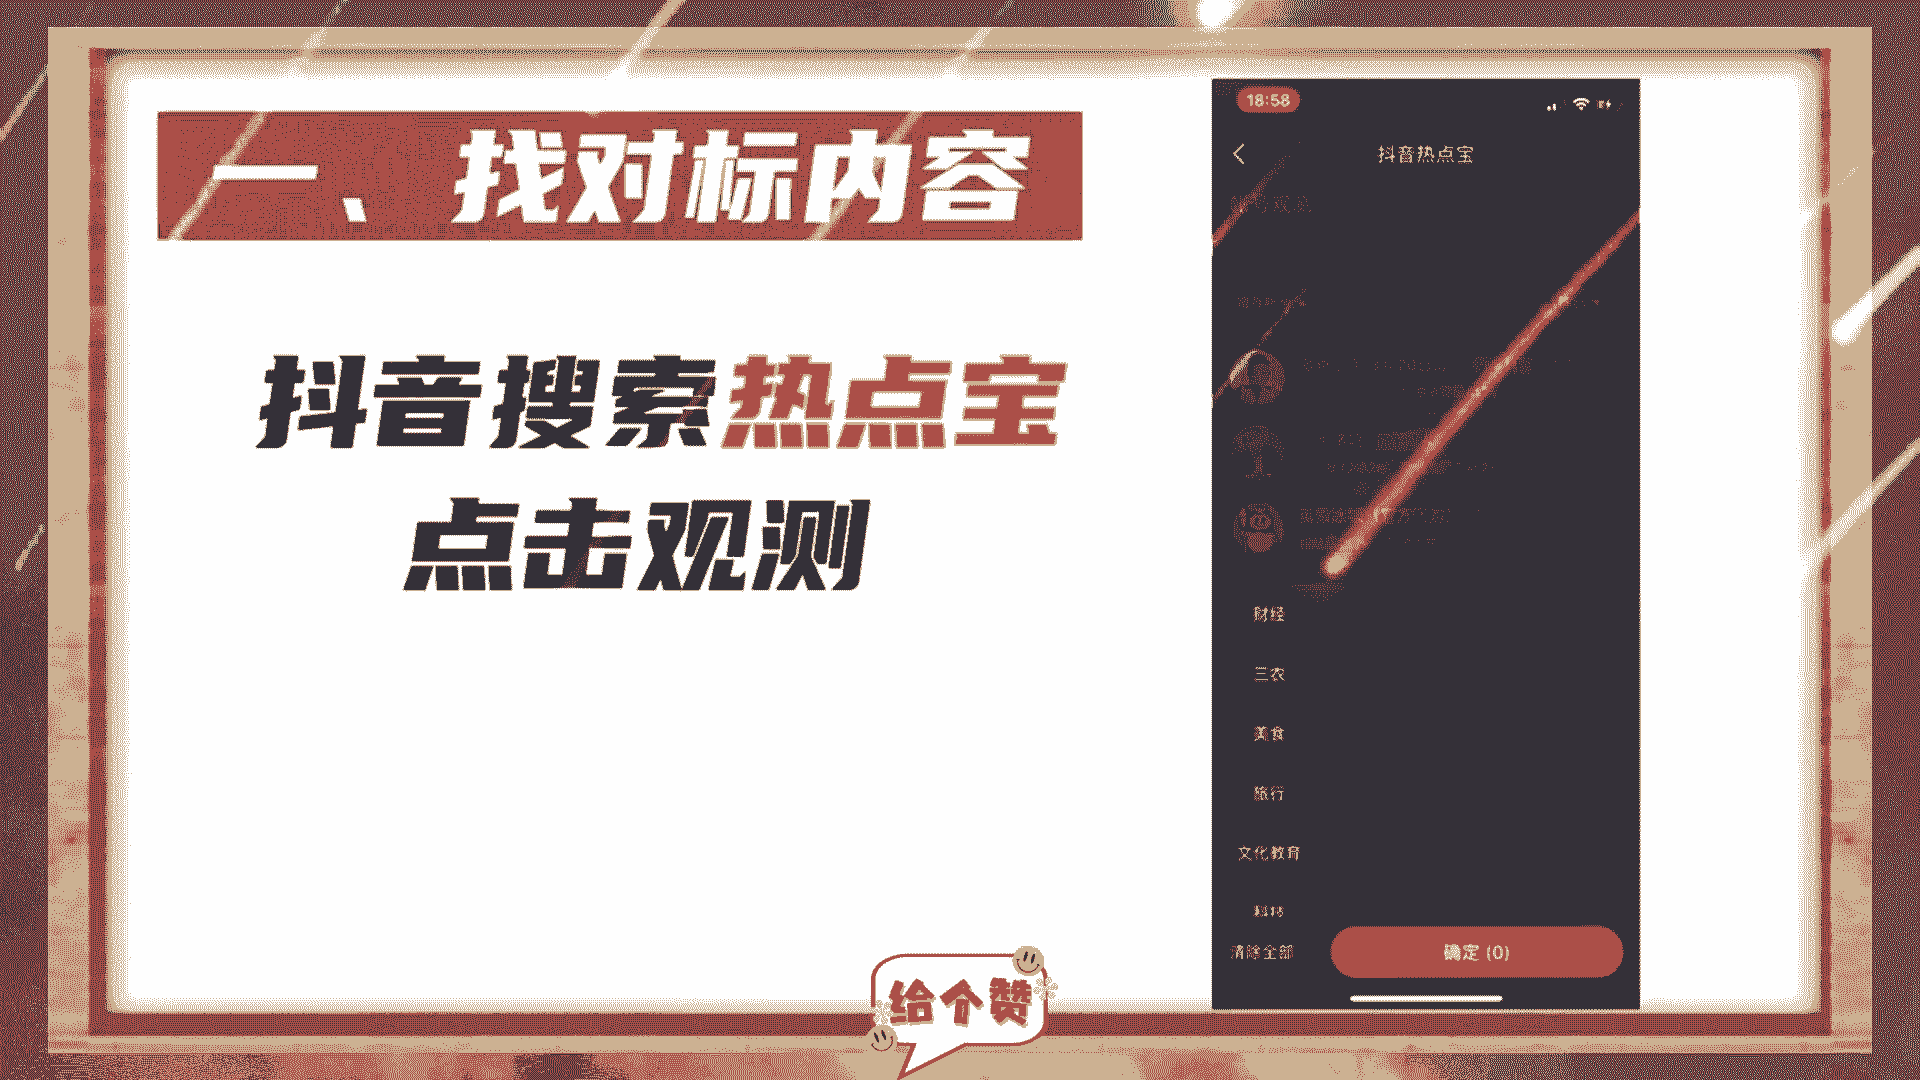 一、找对标内容
抖音搜索热点宝
点击观测
18:58
抖音热点宝
财经
三农
美食
旅行
文化教育
科技
清除全部
确定 (0)
给个赞